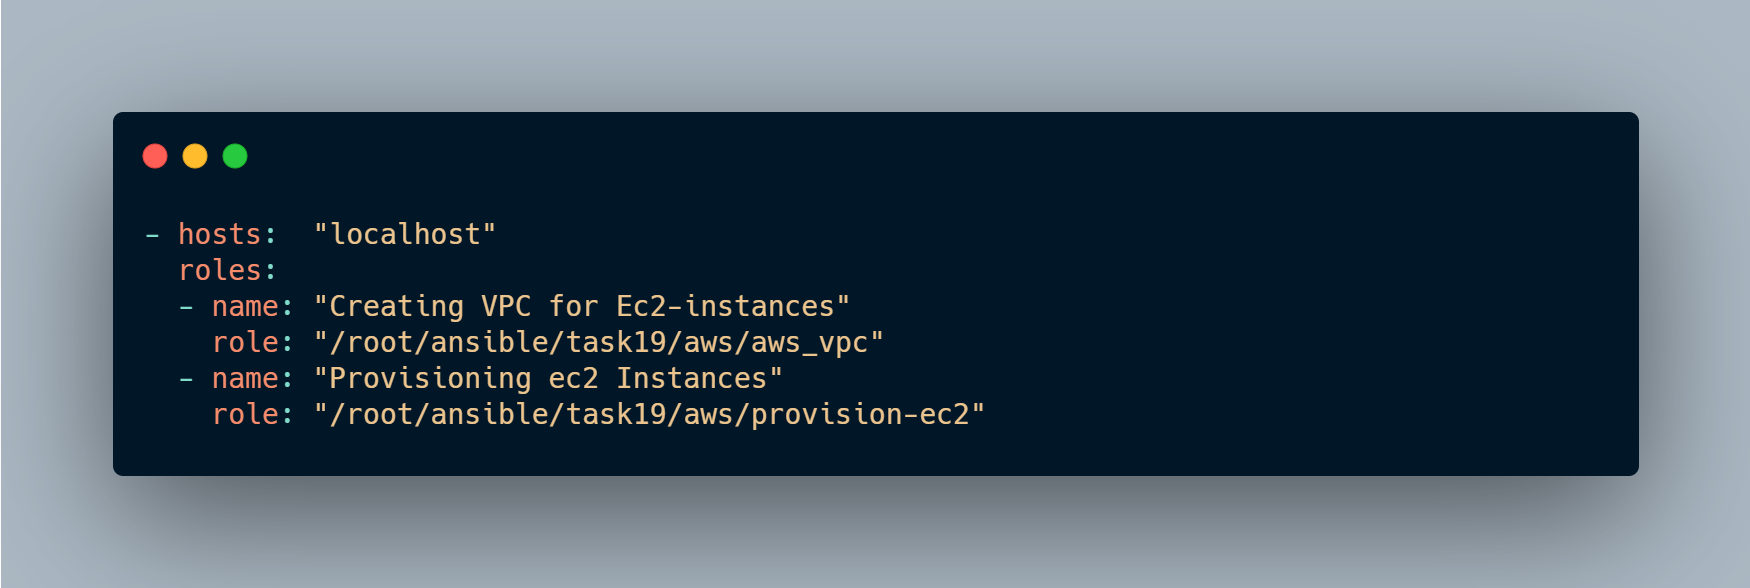 - hosts:  "localhost"
  roles:
  - name: "Creating VPC for Ec2-instances"
    role: "/root/ansible/task19/aws/aws_vpc"
  - name: "Provisioning ec2 Instances"
    role: "/root/ansible/task19/aws/provision-ec2"